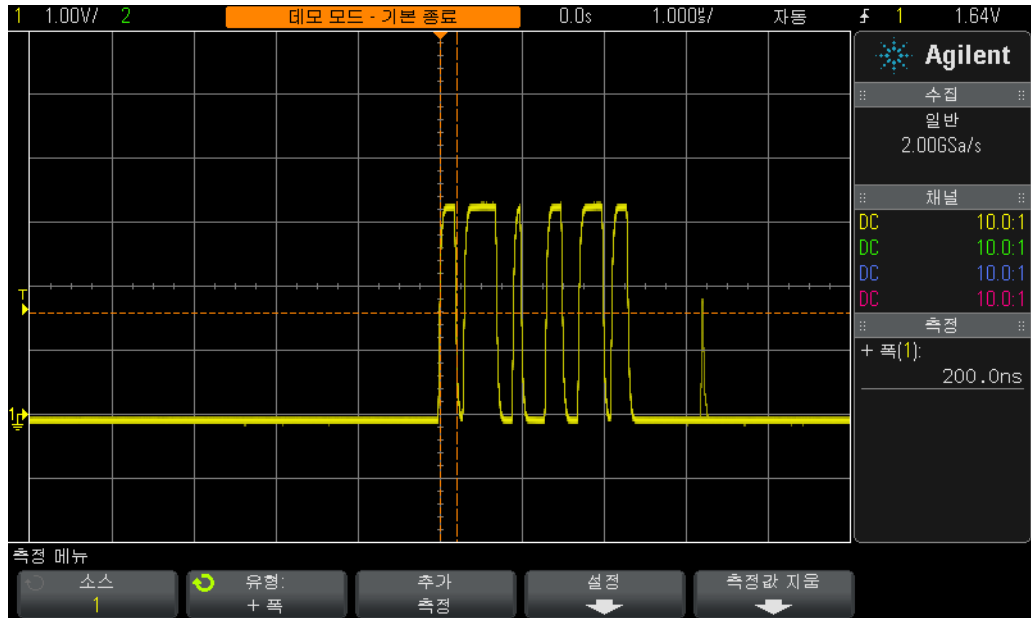 1 1.00V/ 2 데모 모드 - 기본 종료 0.0s 1.000㎲/ 자동 1 1.64V
Agilent
수집
일반
2.00GSa/s
채널
DC 10.0:1
DC 10.0:1
DC 10.0:1
DC 10.0:1
T
측정
+ 폭(1):
200.0ns
1
측정 메뉴
소스
1
유형:
+ 폭
추가
측정
설정
측정값 지움